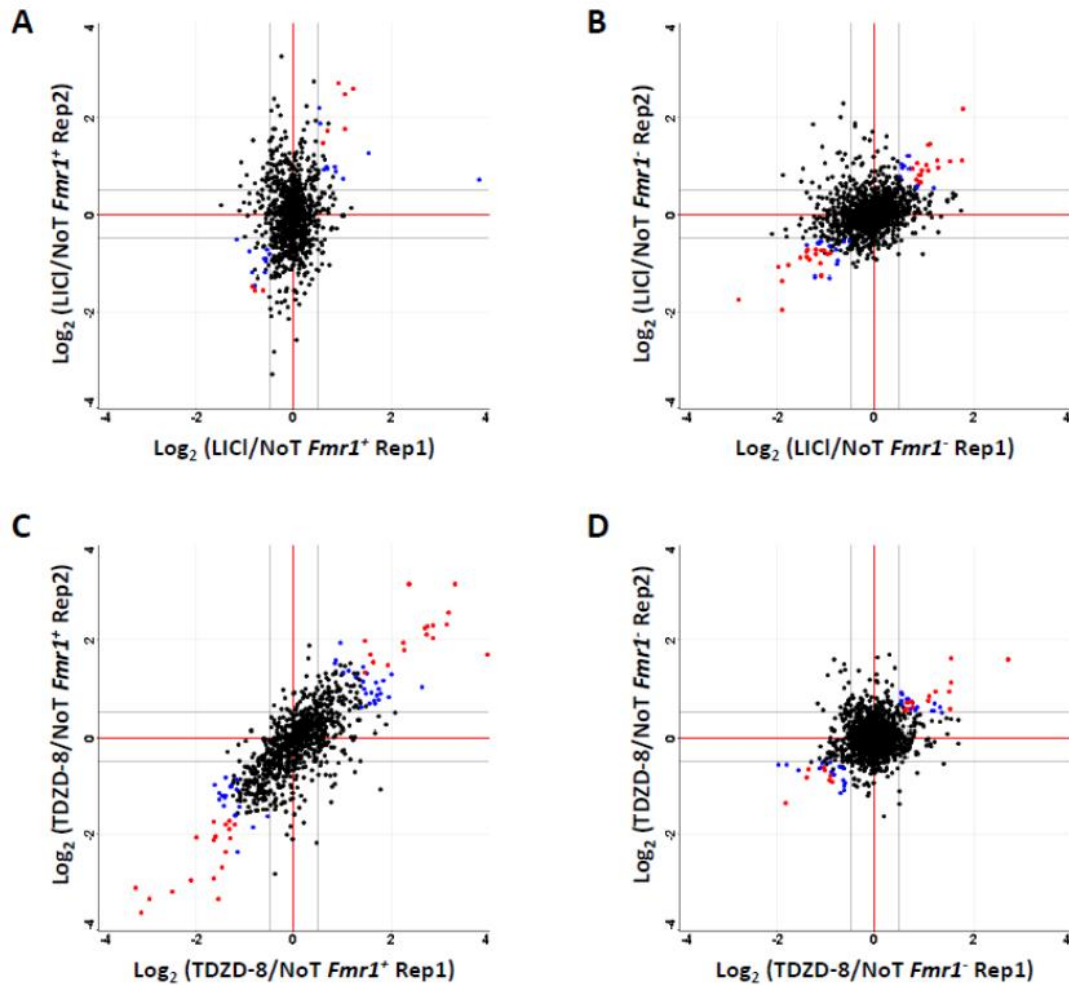 A
Log2 (LICl/NoT Fmr1+ Rep2)
4
2
0
-2
-4
-4 -2 0 2 4
Log2 (LICl/NoT Fmr1+ Rep1)
B
Log2 (LICl/NoT Fmr1- Rep2)
4
2
0
-2
-4
-4 -2 0 2 4
Log2 (LICl/NoT Fmr1- Rep1)
C
Log2 (TDZD-8/NoT Fmr1+ Rep2)
4
2
0
-2
-4
-4 -2 0 2 4
Log2 (TDZD-8/NoT Fmr1+ Rep1)
D
Log2 (TDZD-8/NoT Fmr1- Rep2)
4
2
0
-2
-4
-4 -2 0 2 4
Log2 (TDZD-8/NoT Fmr1- Rep1)